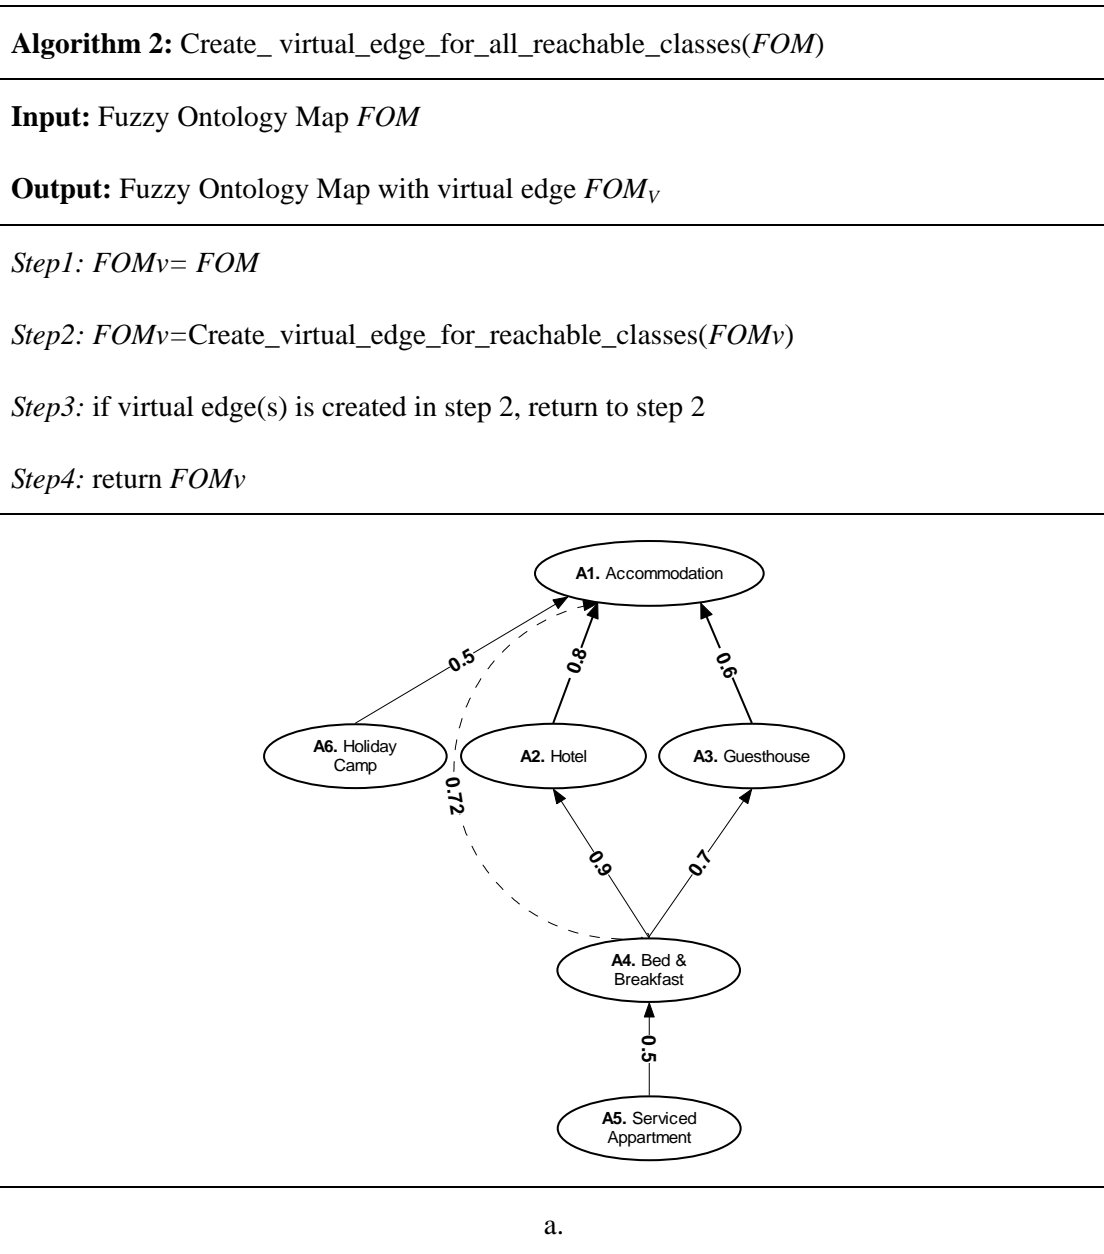 Algorithm 2: Create_ virtual_edge_for_all_reachable_classes(FOM)
Input: Fuzzy Ontology Map FOM
Output: Fuzzy Ontology Map with virtual edge FOMV
Step1: FOMv= FOM
Step2: FOMv=Create_virtual_edge_for_reachable_classes(FOMv)
Step3: if virtual edge(s) is created in step 2, return to step 2
Step4: return FOMv
A1. Accommodation
0.5
0.8
0.6
A6. Holiday
Camp
A2. Hotel
A3. Guesthouse
0.72
0.9
0.7
A4. Bed &
Breakfast
0.5
A5. Serviced
Appartment
a.